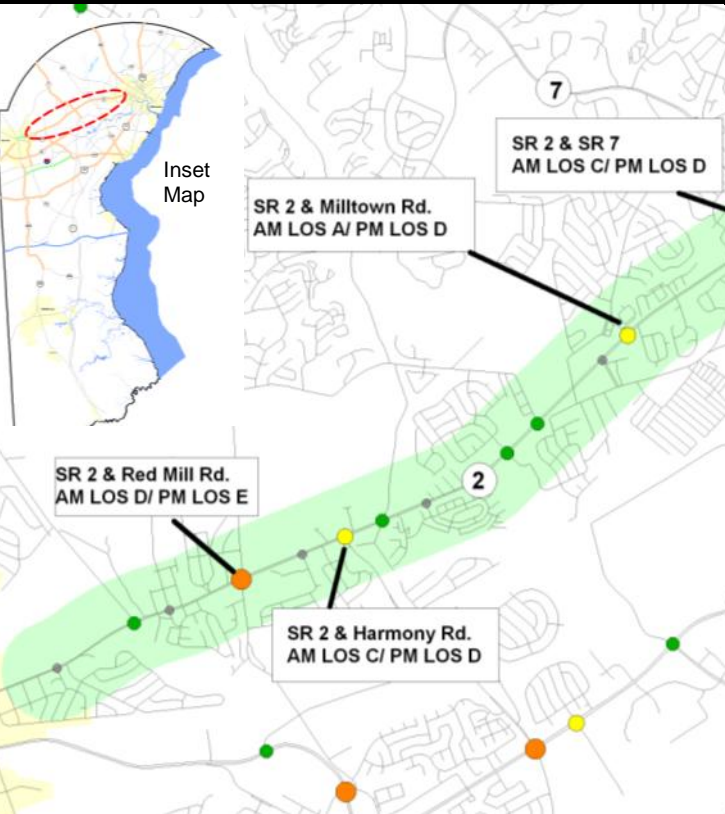 Inset
Map
7
SR 2 & SR 7
AM LOS C/ PM LOS D
SR 2 & Milltown Rd.
AM LOS A/ PM LOS D
2
SR 2 & Red Mill Rd.
AM LOS D/ PM LOS E
SR 2 & Harmony Rd.
AM LOS C/ PM LOS D